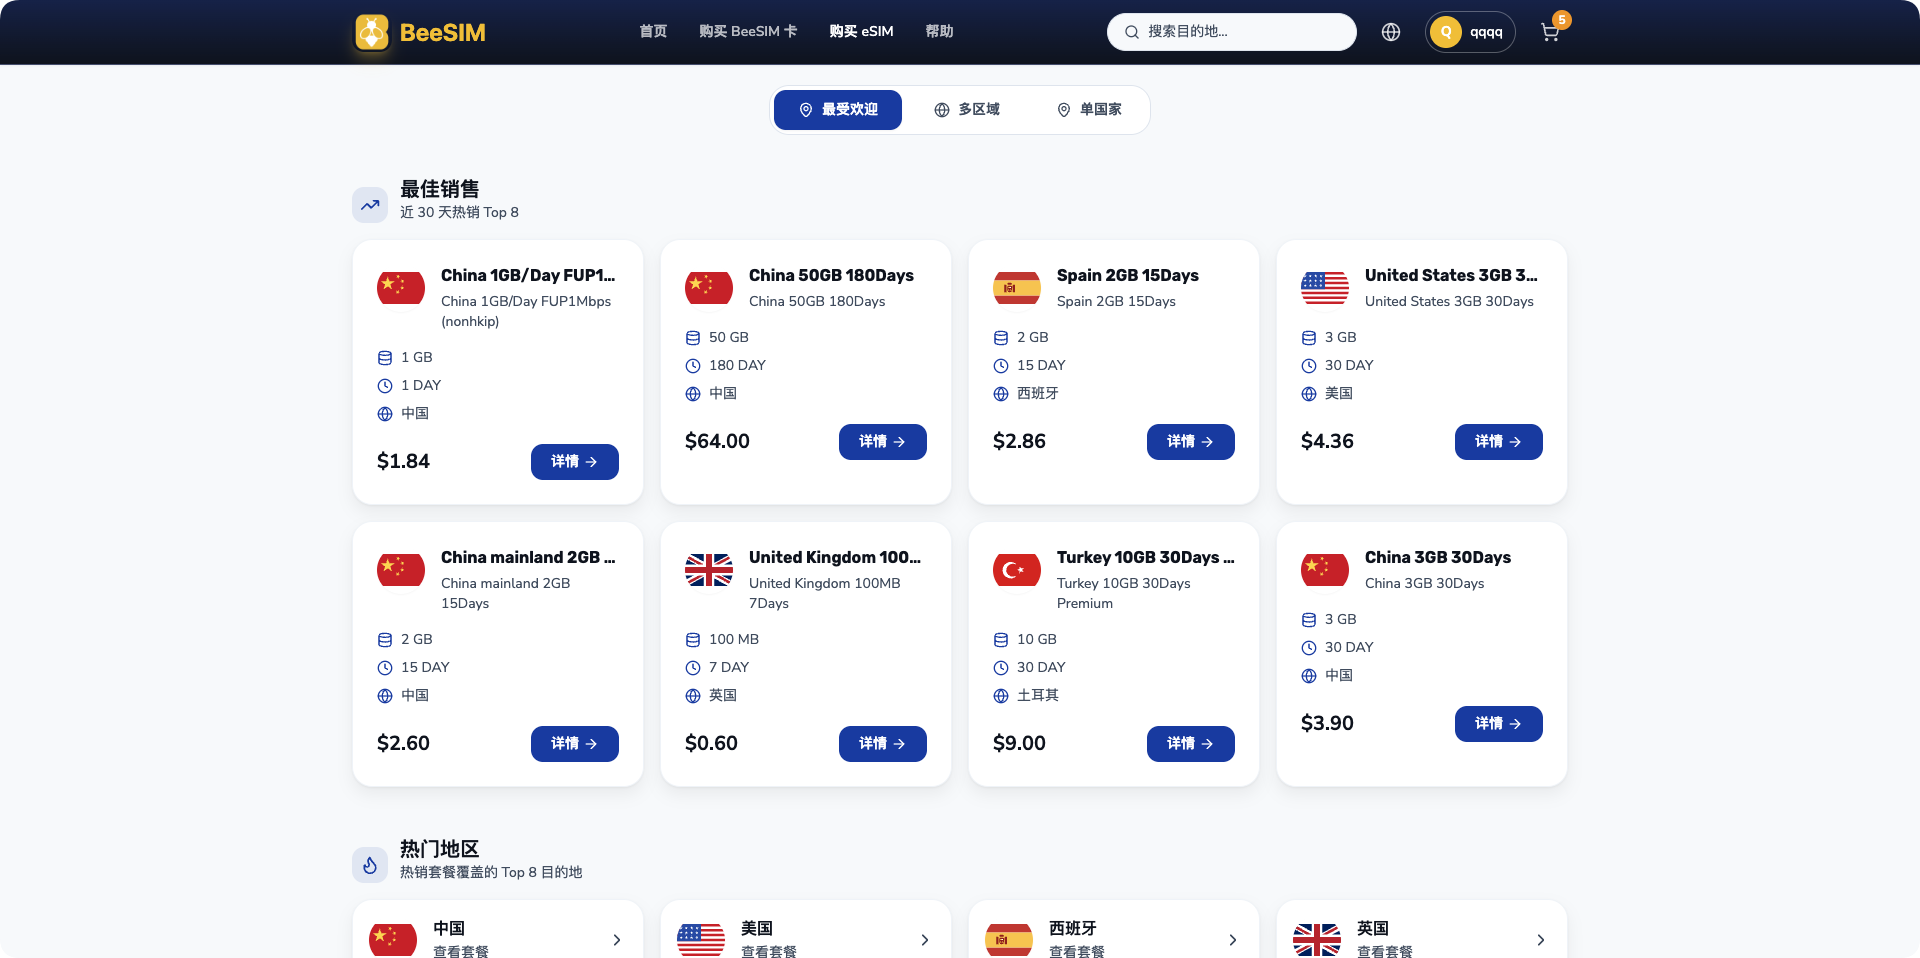 BeeSIM
首页
购买 BeeSIM 卡
购买 eSIM
帮助
搜索目的地...
Q
qqqq
5
最受欢迎
多区域
单国家
最佳销售
近 30 天热销 Top 8
China 1GB/Day FUP1...
China 1GB/Day FUP1Mbps
(nonhkip)
1 GB
1 DAY
中国
$1.84
详情
China 50GB 180Days
China 50GB 180Days
50 GB
180 DAY
中国
$64.00
详情
Spain 2GB 15Days
Spain 2GB 15Days
2 GB
15 DAY
西班牙
$2.86
详情
United States 3GB 3...
United States 3GB 30Days
3 GB
30 DAY
美国
$4.36
详情
China mainland 2GB ...
China mainland 2GB
15Days
2 GB
15 DAY
中国
$2.60
详情
United Kingdom 100...
United Kingdom 100MB
7Days
100 MB
7 DAY
英国
$0.60
详情
Turkey 10GB 30Days ...
Turkey 10GB 30Days
Premium
10 GB
30 DAY
土耳其
$9.00
详情
China 3GB 30Days
China 3GB 30Days
3 GB
30 DAY
中国
$3.90
详情
热门地区
热销套餐覆盖的 Top 8 目的地
中国
查看套餐
美国
查看套餐
西班牙
查看套餐
英国
查看套餐